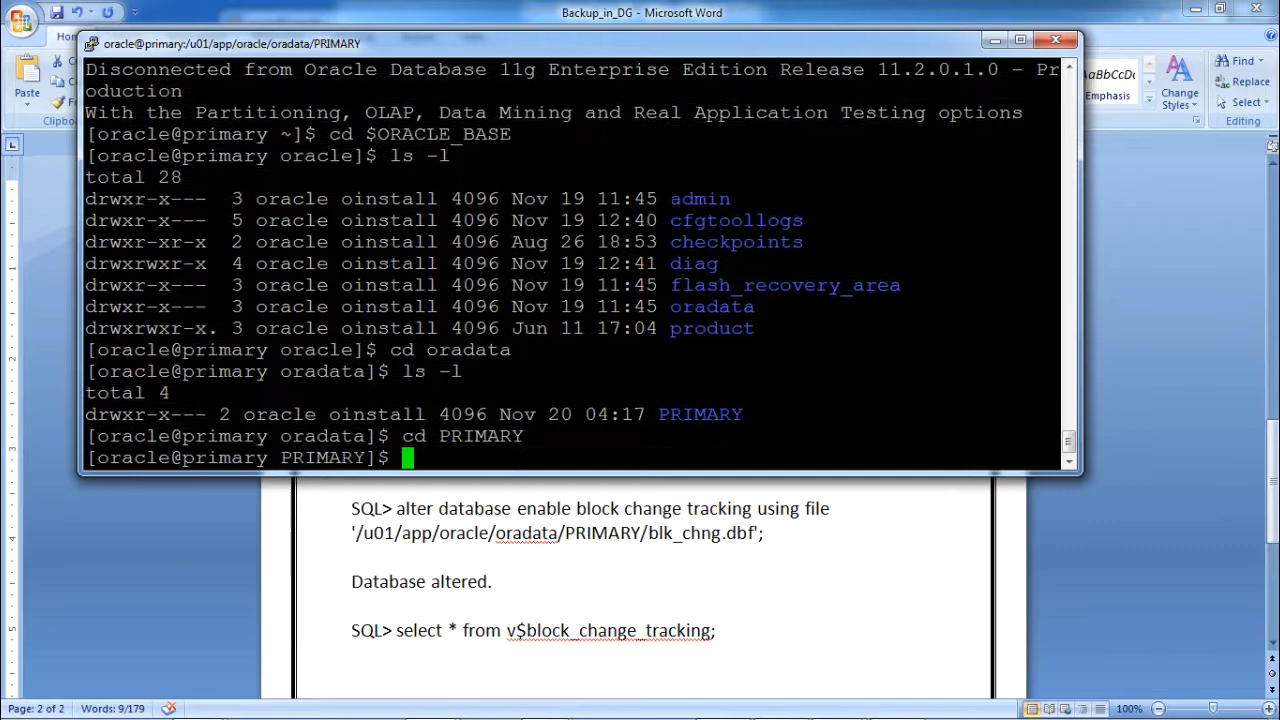 Backup_in_DG - Microsoft Word
Paste
AaBbCcDc
Emphasis
Change
Styles
Find
Replace
Select
Editing
oracle@primary:/u01/app/oracle/oradata/PRIMARY
Disconnected from Oracle Database 11g Enterprise Edition Release 11.2.0.1.0 - Pr
oduction
With the Partitioning, OLAP, Data Mining and Real Application Testing options
[oracle@primary ~]$ cd $ORACLE_BASE
[oracle@primary oracle]$ ls -l
total 28
drwxr-x---  3 oracle oinstall 4096 Nov 19 11:45 admin
drwxr-x---  5 oracle oinstall 4096 Nov 19 12:40 cfgtoollogs
drwxr-xr-x  2 oracle oinstall 4096 Aug 26 18:53 checkpoints
drwxrwxr-x  4 oracle oinstall 4096 Nov 19 12:41 diag
drwxr-x---  3 oracle oinstall 4096 Nov 19 11:45 flash_recovery_area
drwxr-x---  3 oracle oinstall 4096 Nov 19 11:45 oradata
drwxrwxr-x. 3 oracle oinstall 4096 Jun 11 17:04 product
[oracle@primary oracle]$ cd oradata
[oracle@primary oradata]$ ls -l
total 4
drwxr-x--- 2 oracle oinstall 4096 Nov 20 04:17 PRIMARY
[oracle@primary oradata]$ cd PRIMARY
[oracle@primary PRIMARY]$
SQL> alter database enable block change tracking using file
'/u01/app/oracle/oradata/PRIMARY/blk_chng.dbf';
Database altered.
SQL> select * from v$block_change_tracking;
Page: 2 of 2
Words: 9/179
100%